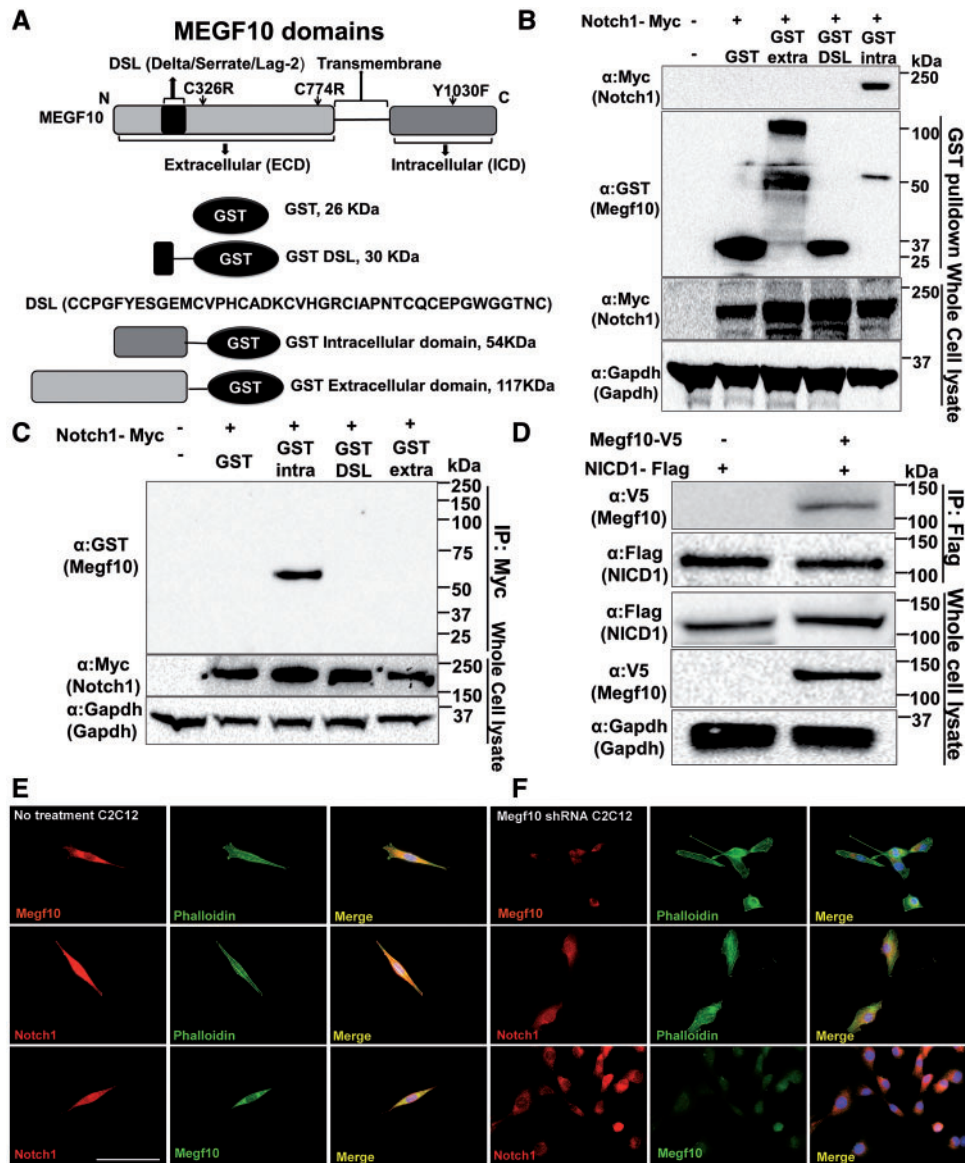 A
MEGF10 domains
DSL (Delta/Serrate/Lag-2) Transmembrane
C326R C774R Y1030F
N C
MEGF10
Extracellular (ECD) Intracellular (ICD)
GST GST, 26 KDa
GST GST DSL, 30 KDa
DSL (CCPGFYESGEMCVPHCADKCVHGRCIAPNTCQCEPGWGGTNC)
GST GST Intracellular domain, 54KDa
GST GST Extracellular domain, 117KDa
B
Notch1- Myc - + + + +
- GST GST extra GST DSL GST intra
kDa
α:Myc
(Notch1)
250
α:GST
(Megf10)
100
50
37
25
GST pulldown
α:Myc
(Notch1)
250
α:Gapdh
(Gapdh)
37
Whole Cell lysate
C
Notch1- Myc - + + + +
- GST GST intra GST DSL GST extra
kDa
250
150
100
75
50
37
25
α:GST
(Megf10)
IP: Myc
α:Myc
(Notch1)
250
150
α:Gapdh
(Gapdh)
37
Whole Cell lysate
D
Megf10-V5 - +
NICD1- Flag + +
kDa
α:V5
(Megf10)
150
100
α:Flag
(NICD1)
150
100
IP: Flag
α:Flag
(NICD1)
150
100
α:V5
(Megf10)
150
100
α:Gapdh
(Gapdh)
37
Whole cell lysate
E
No treatment C2C12
Megf10 Phalloidin Merge
Notch1 Phalloidin Merge
Notch1 Megf10 Merge
F
Megf10 shRNA C2C12
Megf10 Phalloidin Merge
Notch1 Phalloidin Merge
Notch1 Megf10 Merge